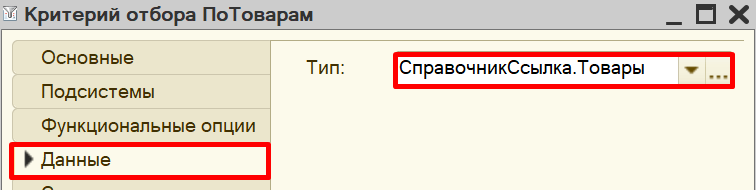 Критерий отбора ПоТоварам
Основные
Тип: СправочникСсылка.Товары
Подсистемы
Функциональные опции
Данные